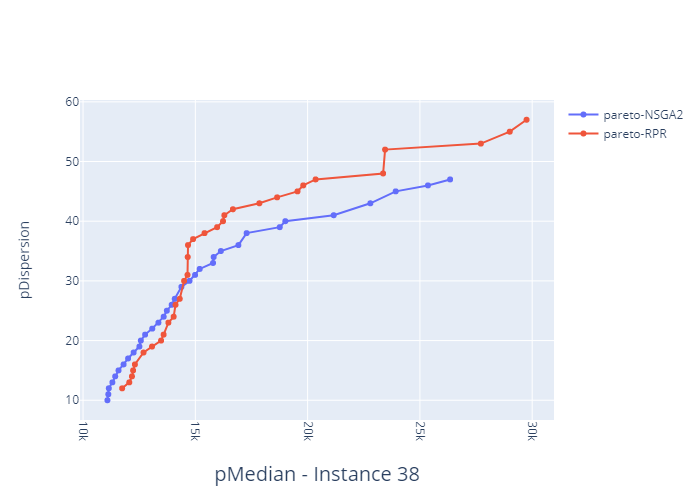 pareto-NSGA2
pareto-RPR
60
50
40
30
20
10
pDispersion
10k
15k
20k
25k
30k
pMedian - Instance 38